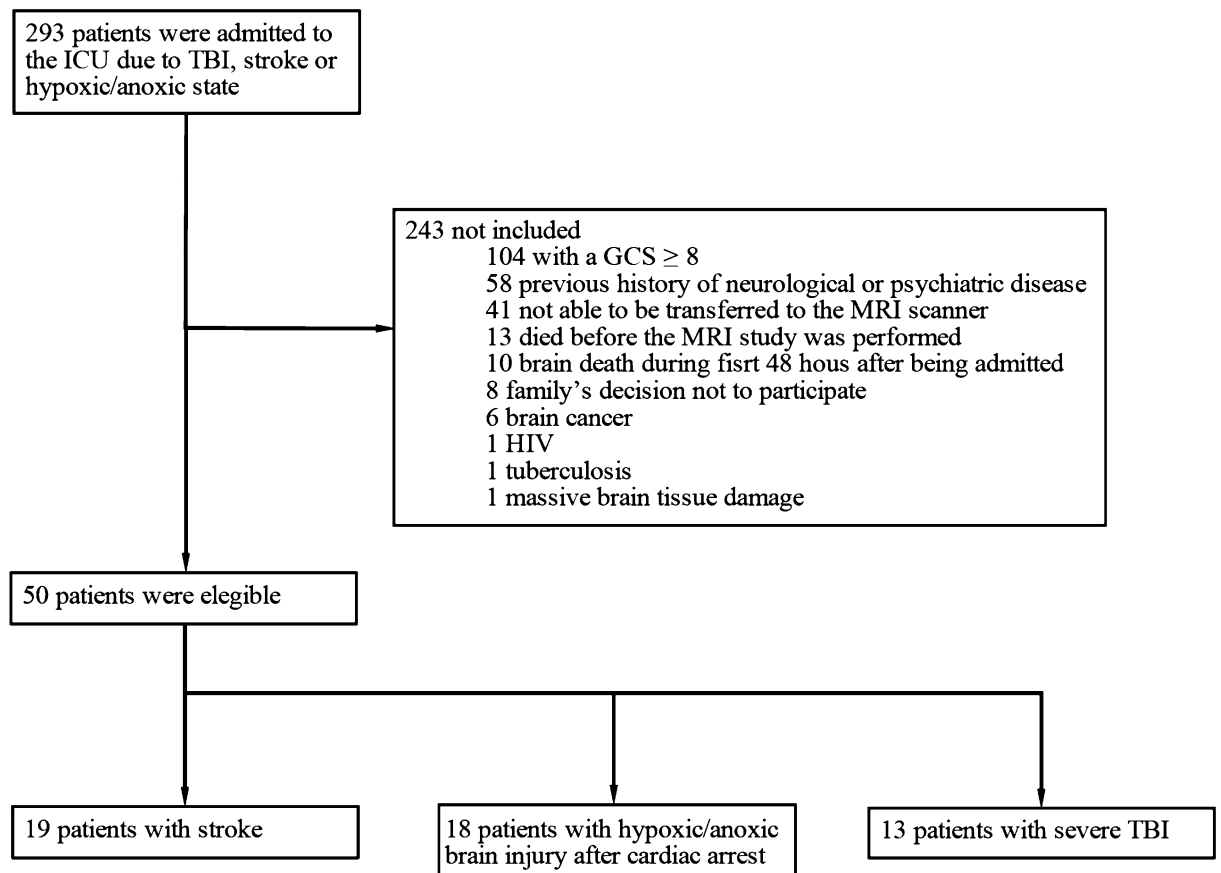 293 patients were admitted to
the ICU due to TBI, stroke or
hypoxic/anoxic state
243 not included
104 with a GCS ≥ 8
58 previous history of neurological or psychiatric disease
41 not able to be transferred to the MRI scanner
13 died before the MRI study was performed
10 brain death during fisrt 48 hous after being admitted
8 family’s decision not to participate
6 brain cancer
1 HIV
1 tuberculosis
1 massive brain tissue damage
50 patients were elegible
19 patients with stroke
18 patients with hypoxic/anoxic
brain injury after cardiac arrest
13 patients with severe TBI